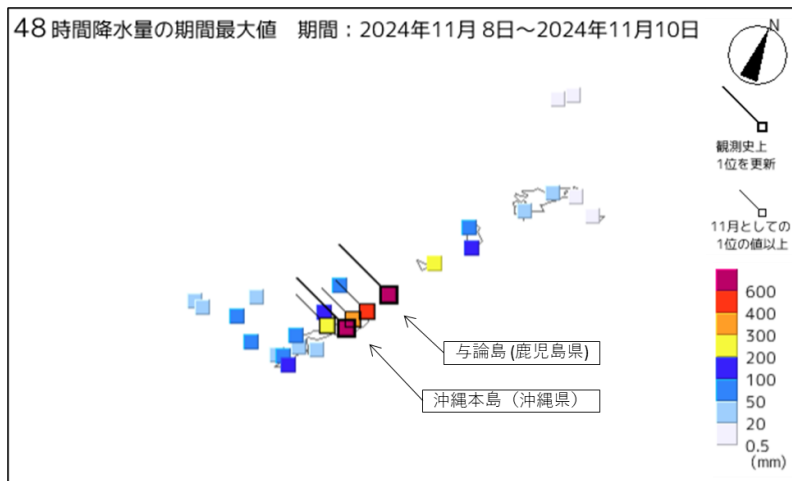 48時間降水量の期間最大値 期間：2024年11月 8日～2024年11月10日
N
観測史上
1位を更新
11月としての
1位の値以上
600
400
300
200
100
50
20
0.5
(mm)
与論島(鹿児島県)
沖縄本島（沖縄県）